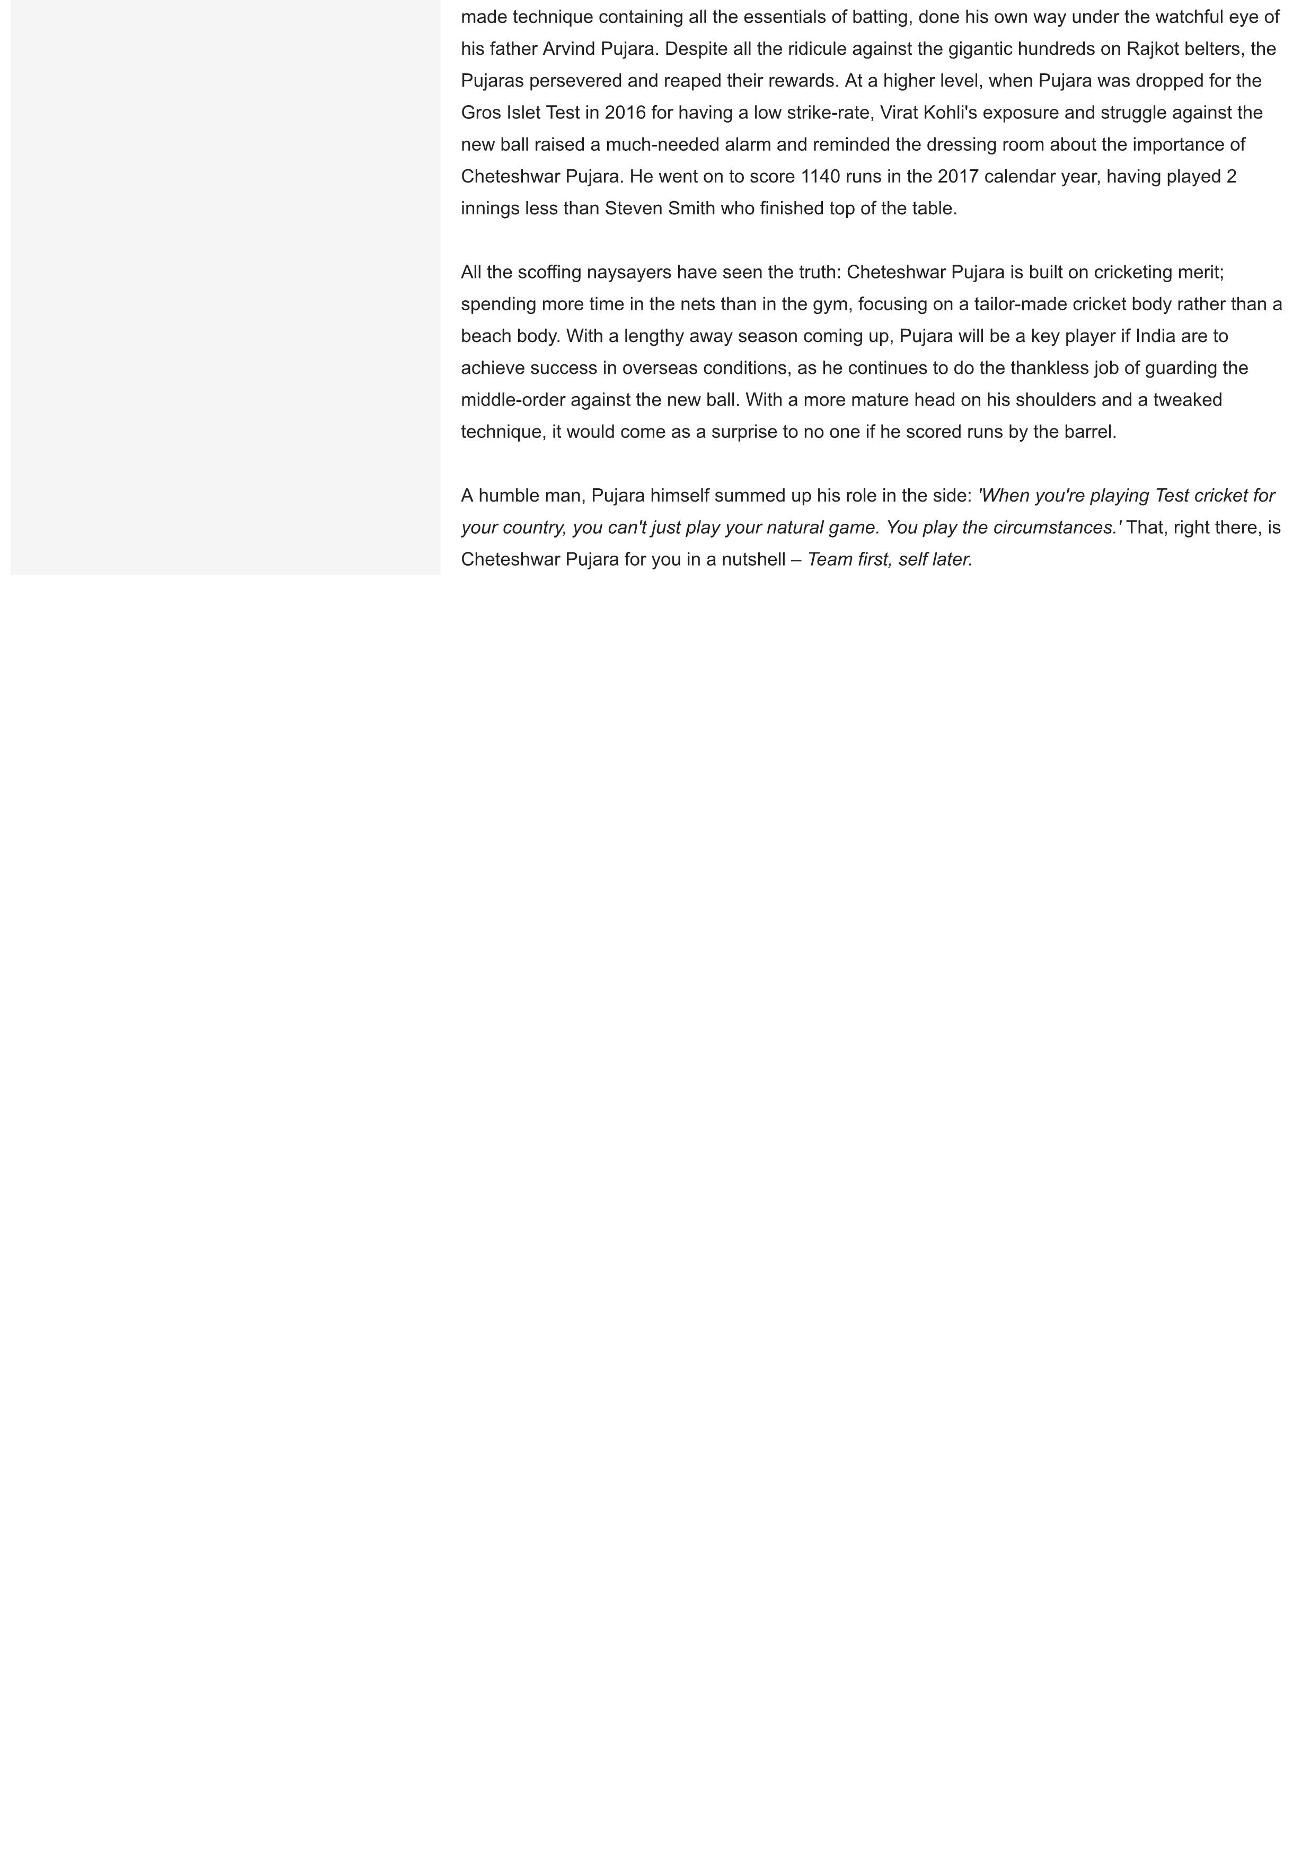 made technique containing all the essentials of batting, done his own way under the watchful eye of
his father Arvind Pujara. Despite all the ridicule against the gigantic hundreds on Rajkot belters, the
Pujaras persevered and reaped their rewards. At a higher level, when Pujara was dropped for the
Gros Islet Test in 2016 for having a low strike-rate, Virat Kohli's exposure and struggle against the
new ball raised a much-needed alarm and reminded the dressing room about the importance of
Cheteshwar Pujara. He went on to score 1140 runs in the 2017 calendar year, having played 2
innings less than Steven Smith who finished top of the table.
All the scoffing naysayers have seen the truth: Cheteshwar Pujara is built on cricketing merit;
spending more time in the nets than in the gym, focusing on a tailor-made cricket body rather than a
beach body. With a lengthy away season coming up, Pujara will be a key player if India are to
achieve success in overseas conditions, as he continues to do the thankless job of guarding the
middle-order against the new ball. With a more mature head on his shoulders and a tweaked
technique, it would come as a surprise to no one if he scored runs by the barrel.
A humble man, Pujara himself summed up his role in the side: 'When you're playing Test cricket for
your country, you can't just play your natural game. You play the circumstances.' That, right there, is
Cheteshwar Pujara for you in a nutshell – Team first, self later.